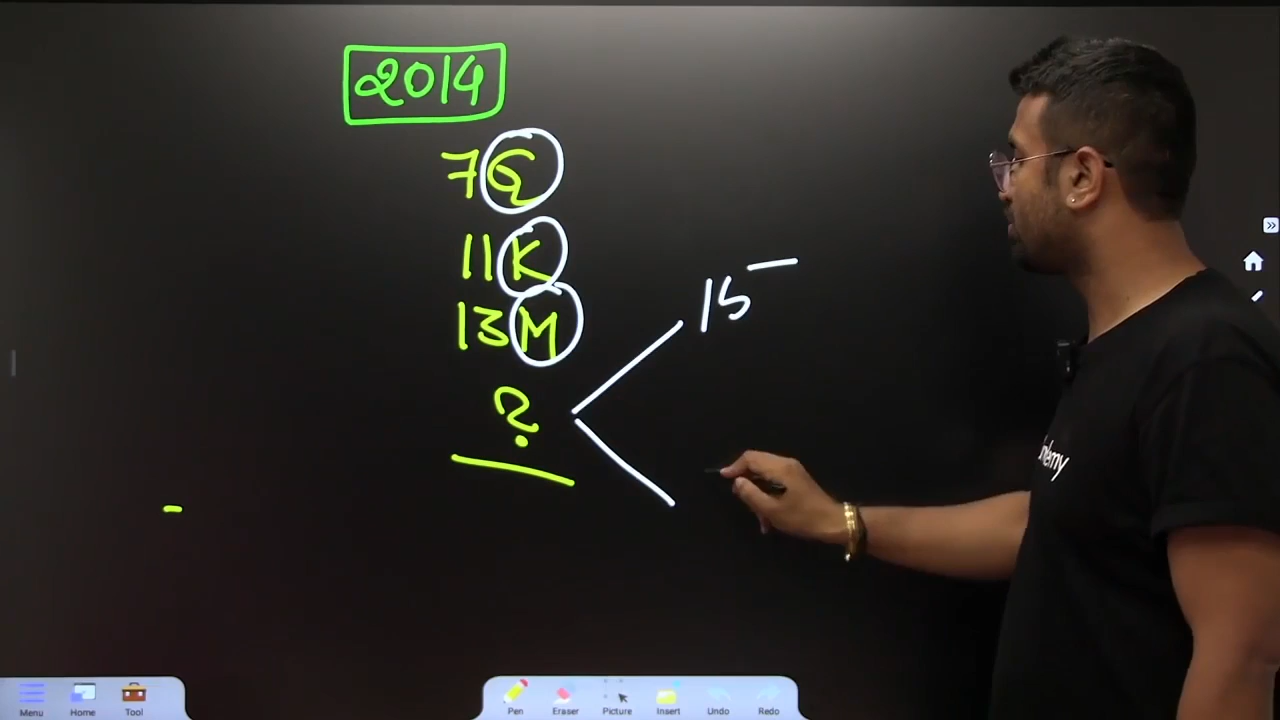 2014
7G
11K
13M
?
15
Menu
Home
Tool
Pen
Eraser
Picture
Insert
Undo
Redo